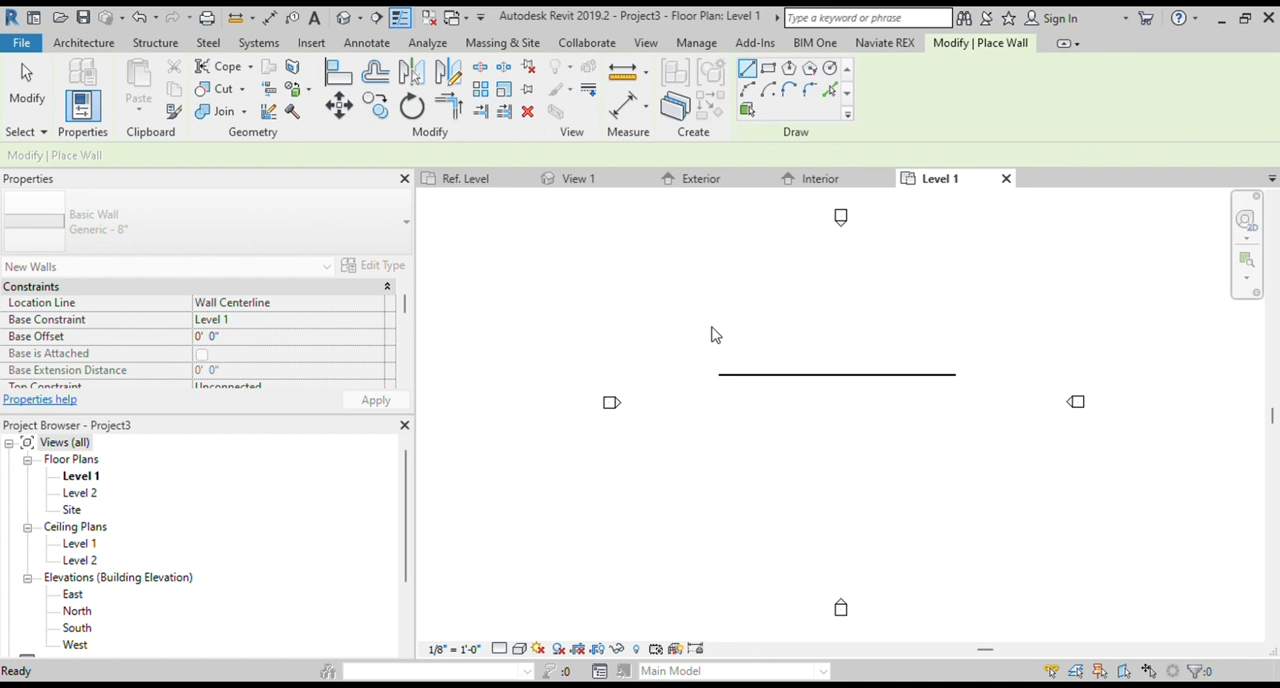 Autodesk Revit 2019.2 - Project3 - Floor Plan: Level 1
Type a keyword or phrase
Sign In
File Architecture Structure Steel Systems Insert Annotate Analyze Massing & Site Collaborate View Manage Add-Ins BIM One Naviate REX Modify | Place Wall
Cope
Cut
Join
Modify
Paste
Select Properties Clipboard Geometry Modify View Measure Create Draw
Modify | Place Wall
Properties
Ref. Level
View 1
Exterior
Interior
Level 1
Basic Wall
Generic - 8"
New Walls
Edit Type
Constraints
Location Line Wall Centerline
Base Constraint Level 1
Base Offset 0' 0"
Base is Attached
Base Extension Distance 0' 0"
Top Constraint Unconnected
Properties help
Apply
Project Browser - Project3
Views (all)
Floor Plans
Level 1
Level 2
Site
Ceiling Plans
Level 1
Level 2
Elevations (Building Elevation)
East
North
South
West
2D
1/8" = 1'-0"
Ready
:0
Main Model
:0